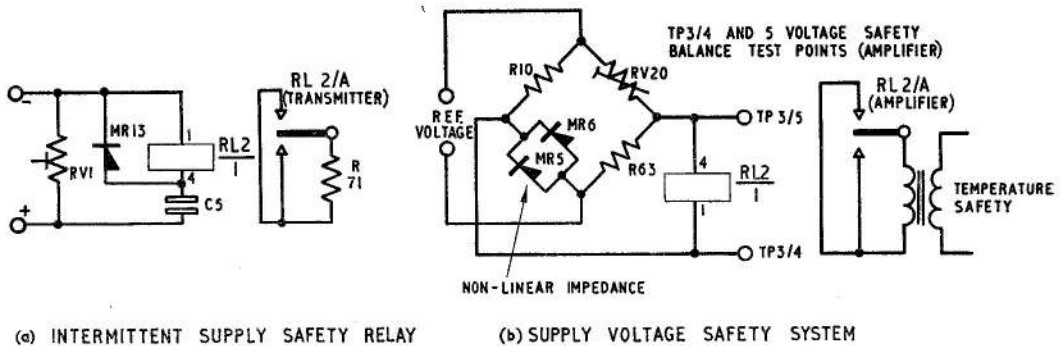 TP3/4 AND 5 VOLTAGE SAFETY
BALANCE TEST POINTS (AMPLIFIER)
R10
RV20
RL 2/A
(TRANSMITTER)
RL 2/A
(AMPLIFIER)
-
MR13
1
RL2
1
4
RV1
R
71
C5
+
REF.
VOLTAGE
MR6
MR5
R63
TP3/5
4
RL2
1
1
TP3/4
TEMPERATURE
SAFETY
NON-LINEAR IMPEDANCE
(a) INTERMITTENT SUPPLY SAFETY RELAY
(b) SUPPLY VOLTAGE SAFETY SYSTEM